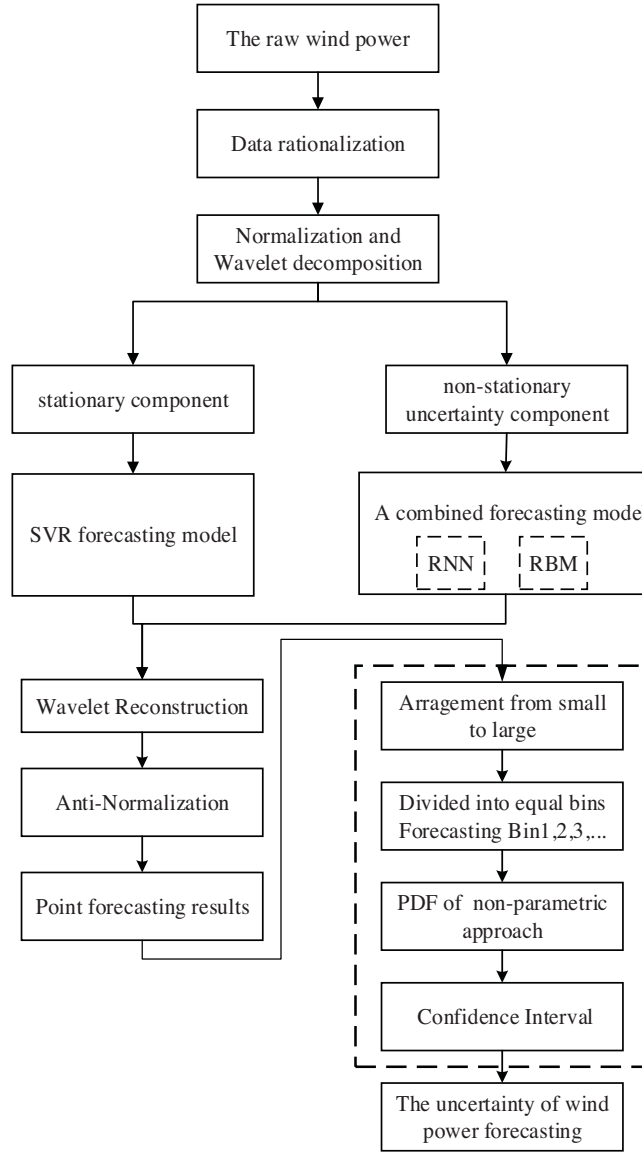 The raw wind power
Data rationalization
Normalization and
Wavelet decomposition
stationary component
non-stationary
uncertainty component
SVR forecasting model
A combined forecasting mode
RNN
RBM
Wavelet Reconstruction
Anti-Normalization
Point forecasting results
Arragement from small
to large
Divided into equal bins
Forecasting Bin1,2,3,...
PDF of non-parametric
approach
Confidence Interval
The uncertainty of wind
power forecasting